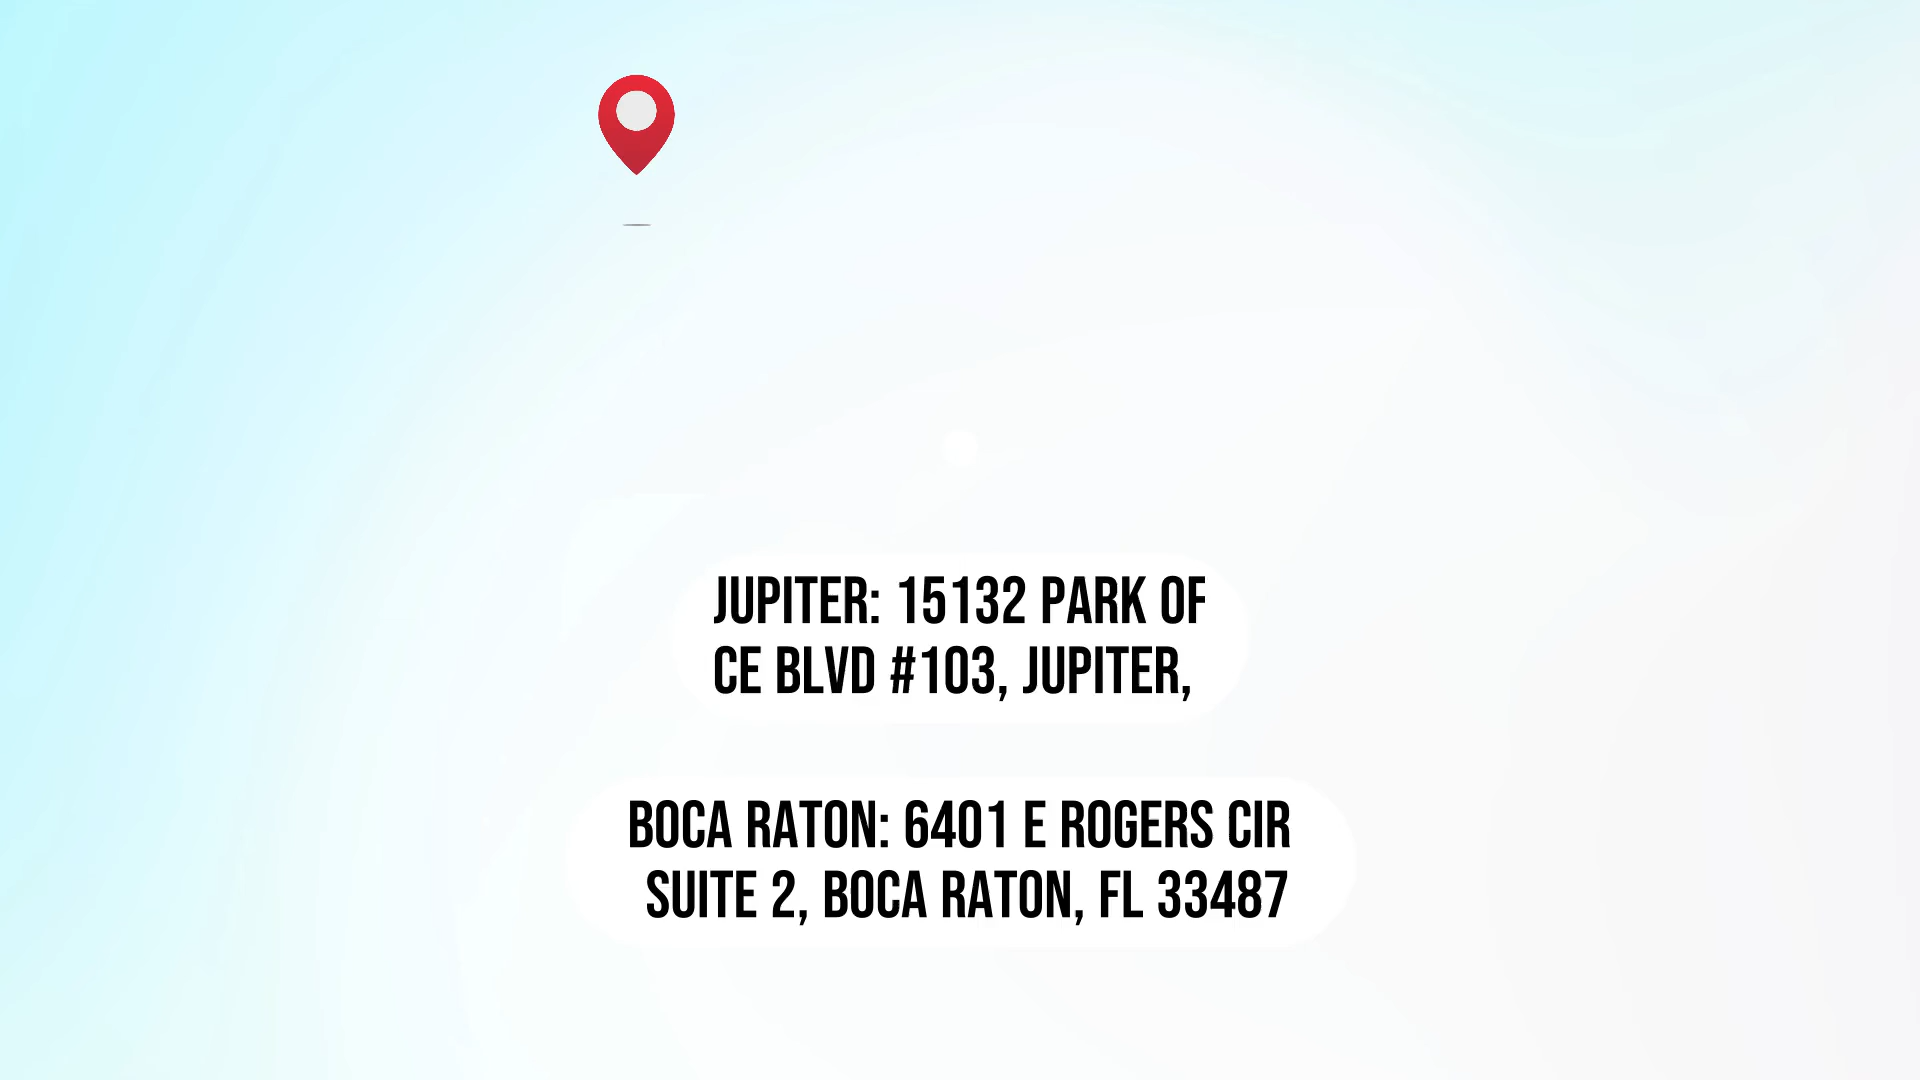 JUPITER: 15132 PARK OF
CE BLVD #103, JUPITER,
BOCA RATON: 6401 E ROGERS CIR
SUITE 2, BOCA RATON, FL 33487